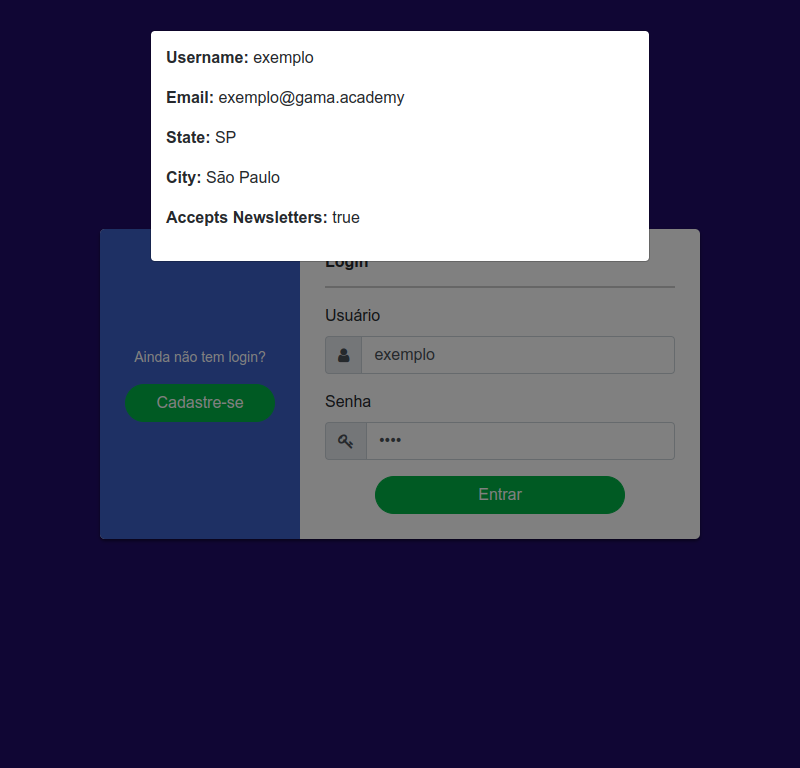 Username: exemplo
Email: exemplo@gama.academy
State: SP
City: São Paulo
Accepts Newsletters: true
Login
Ainda não tem login?
Cadastre-se
Usuário
exemplo
Senha
••••
Entrar